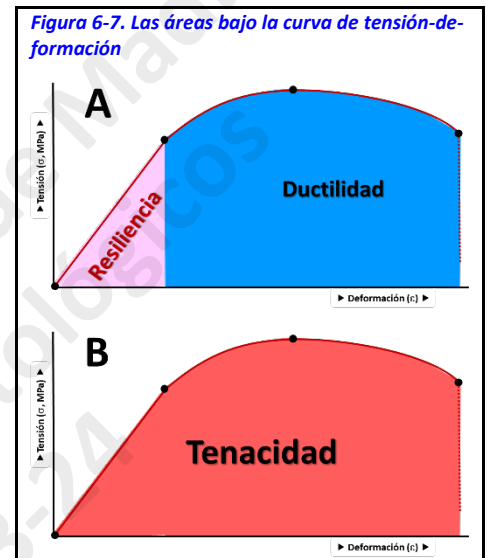 Figura 6-7. Las áreas bajo la curva de tensión-de-
formación
A
Resiliencia
Ductilidad
►Tensión (σ, MPa) ►
► Deformación (ε) ►
B
Tenacidad
►Tensión (σ, MPa) ►
► Deformación (ε) ►